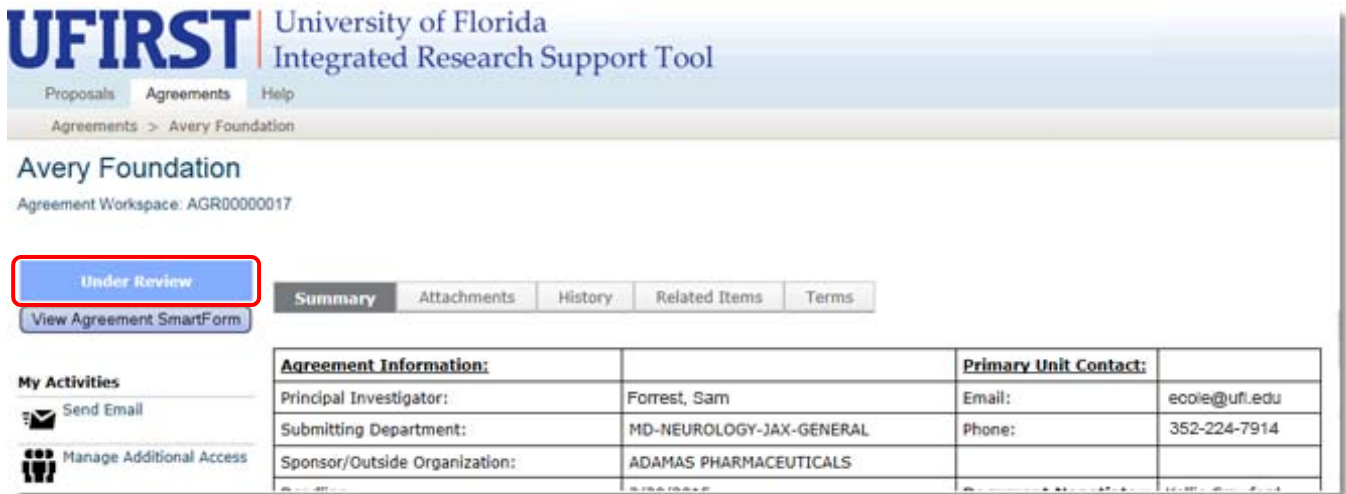 UFIRST
University of Florida
Integrated Research Support Tool
Proposals Agreements Help
Agreements > Avery Foundation
Avery Foundation
Agreement Workspace: AGR00000017
Under Review
View Agreement SmartForm
Summary Attachments History Related Items Terms
My Activities
Send Email
Manage Additional Access
Agreement Information: Primary Unit Contact:
Principal Investigator: Forrest, Sam Email: ecole@ufl.edu
Submitting Department: MD-NEUROLOGY-JAX-GENERAL Phone: 352-224-7914
Sponsor/Outside Organization: ADAMAS PHARMACEUTICALS